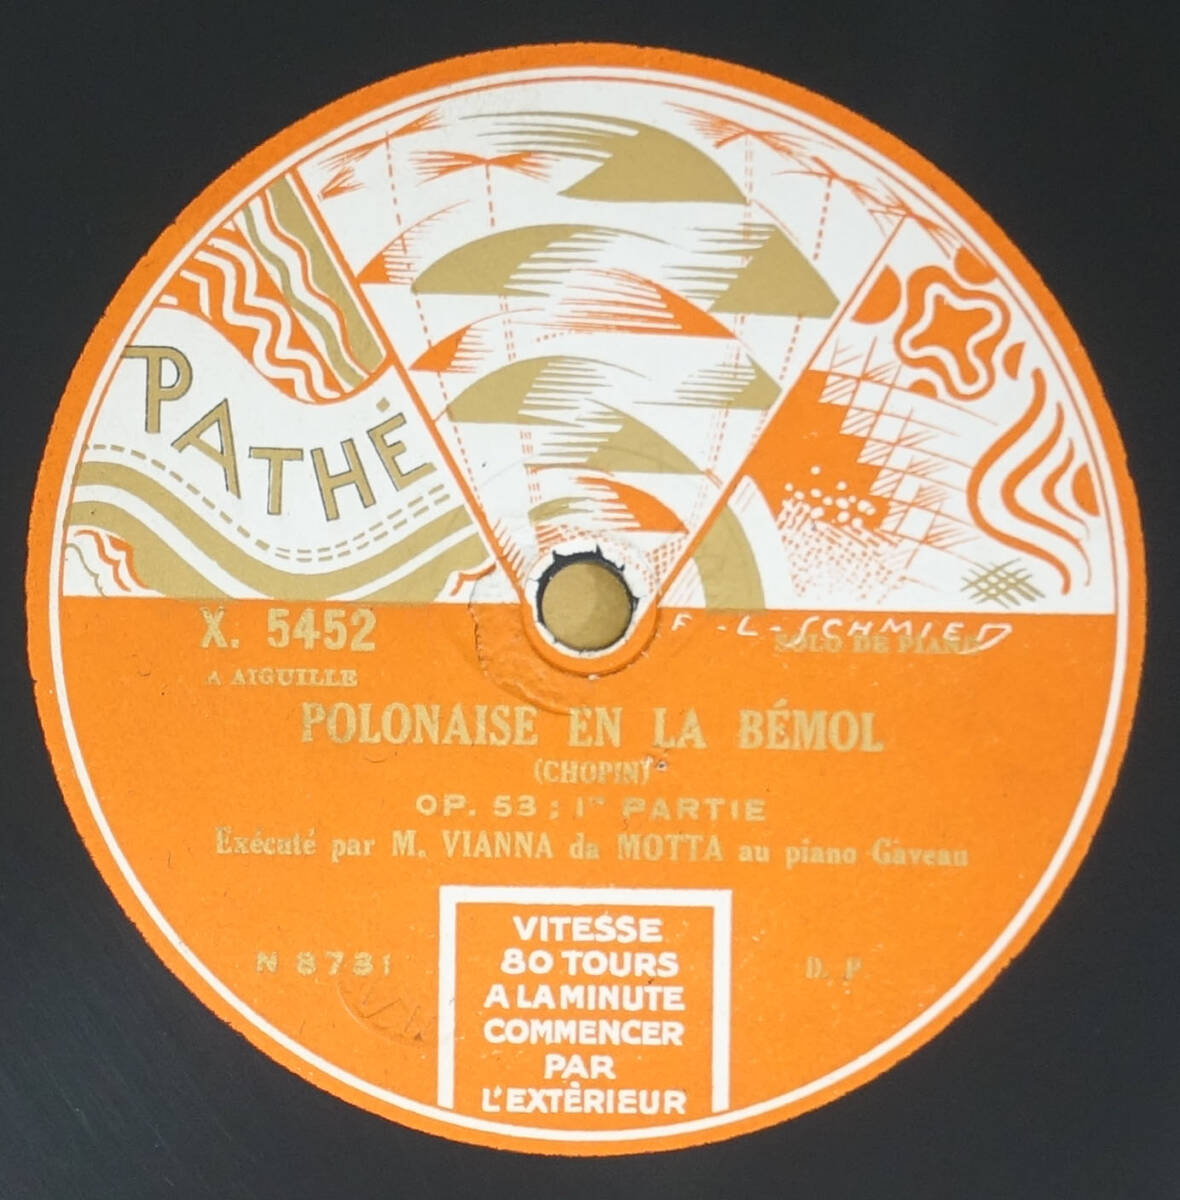 PATHÉ
F.-L-SCHMIED
X. 5452
SOLO DE PIANO
A AIGUILLE
POLONAISE EN LA BÉMOL
(CHOPIN)
OP. 53 ; 1re PARTIE
Exécuté par M. VIANNA da MOTTA au piano Gaveau
N 8731
D. P
VITESSE
80 TOURS
A LA MINUTE
COMMENCER
PAR
L'EXTÈRIEUR